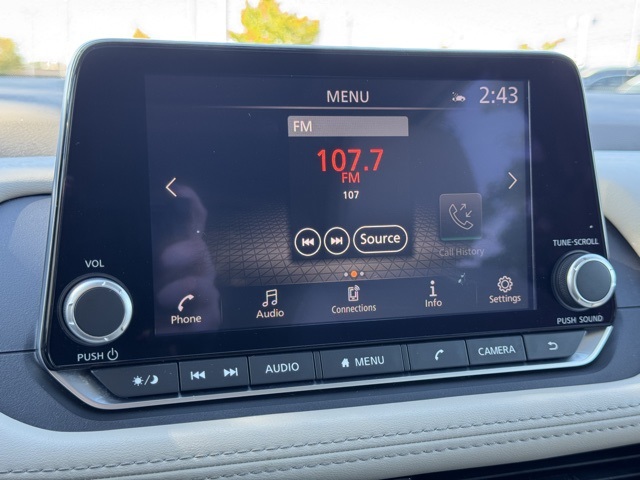 MENU 2:43
FM
107.7
FM
107
Source
Call History
VOL
TUNE-SCROLL
Phone Audio Connections Info Settings
PUSH
PUSH SOUND
AUDIO MENU CAMERA